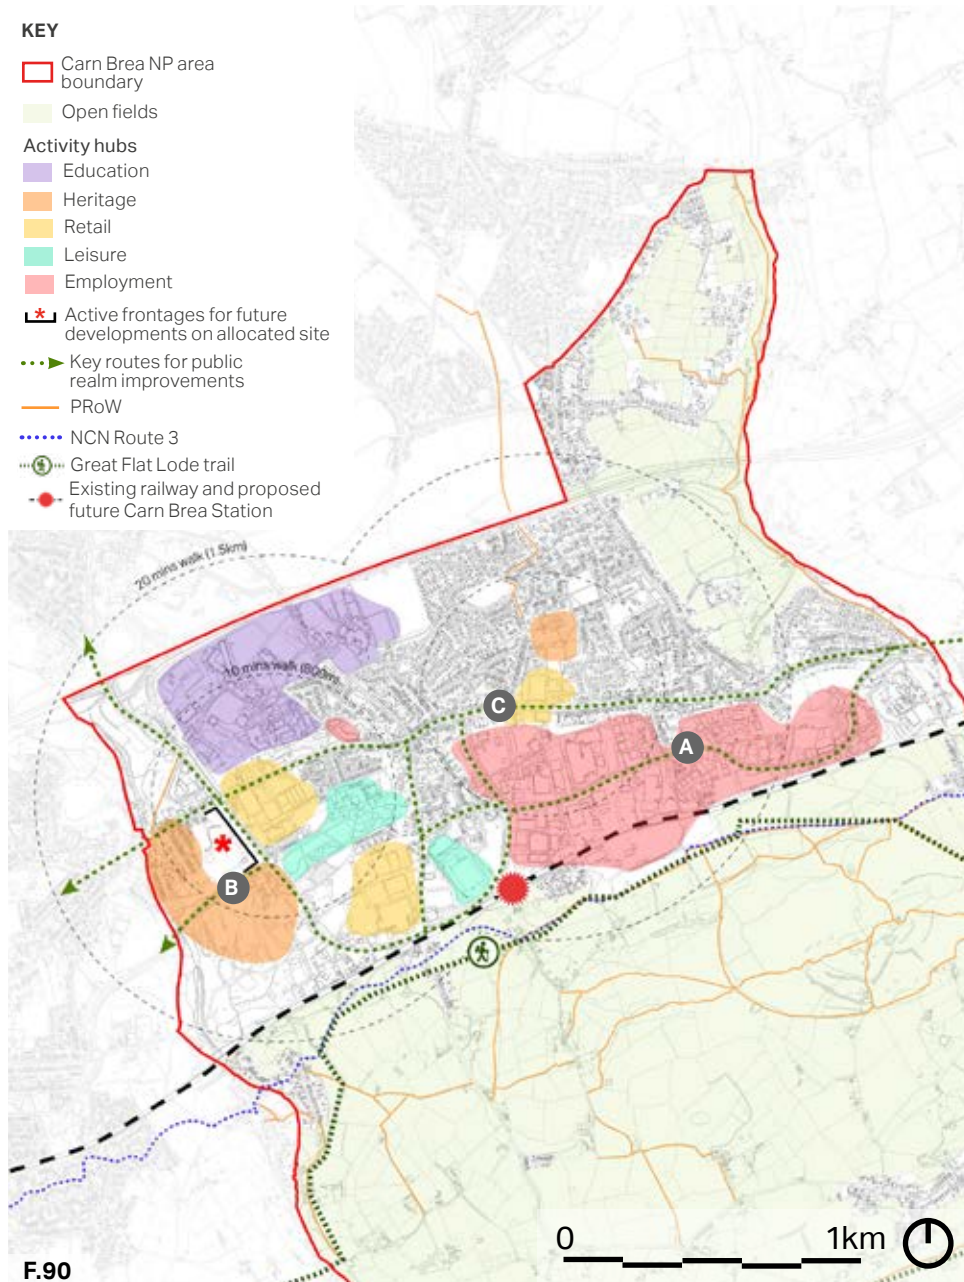 KEY
Carn Brea NP area
boundary
Open fields
Activity hubs
Education
Heritage
Retail
Leisure
Employment
* Active frontages for future
developments on allocated site
Key routes for public
realm improvements
PRoW
NCN Route 3
Great Flat Lode trail
Existing railway and proposed
future Carn Brea Station
20 mins walk (1.5km)
10 mins walk (800m)
C
A
*
B
0 1km
F.90